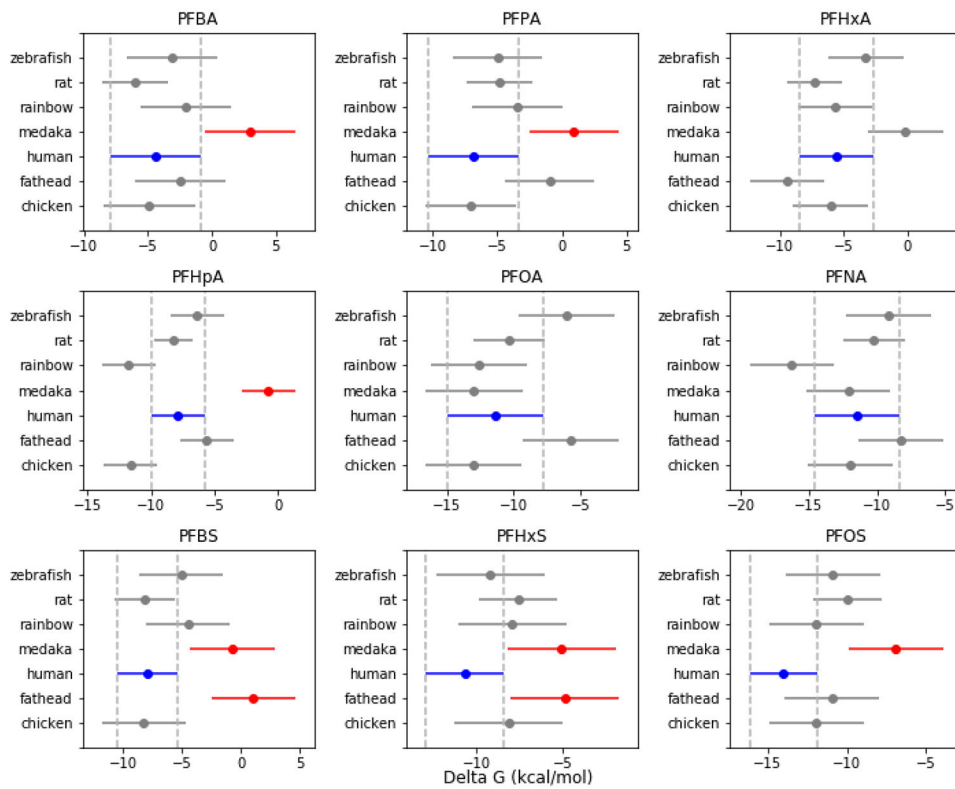 PFBA PFPA PFHxA
zebrafish
rat
rainbow
medaka
human
fathead
chicken
−10 −5 0 5
zebrafish
rat
rainbow
medaka
human
fathead
chicken
−10 −5 0 5
zebrafish
rat
rainbow
medaka
human
fathead
chicken
−10 −5 0
PFHpA PFOA PFNA
zebrafish
rat
rainbow
medaka
human
fathead
chicken
−15 −10 −5 0
zebrafish
rat
rainbow
medaka
human
fathead
chicken
−15 −10 −5
zebrafish
rat
rainbow
medaka
human
fathead
chicken
−20 −15 −10 −5
PFBS PFHxS PFOS
zebrafish
rat
rainbow
medaka
human
fathead
chicken
−10 −5 0 5
zebrafish
rat
rainbow
medaka
human
fathead
chicken
−10 −5
zebrafish
rat
rainbow
medaka
human
fathead
chicken
−15 −10 −5
Delta G (kcal/mol)